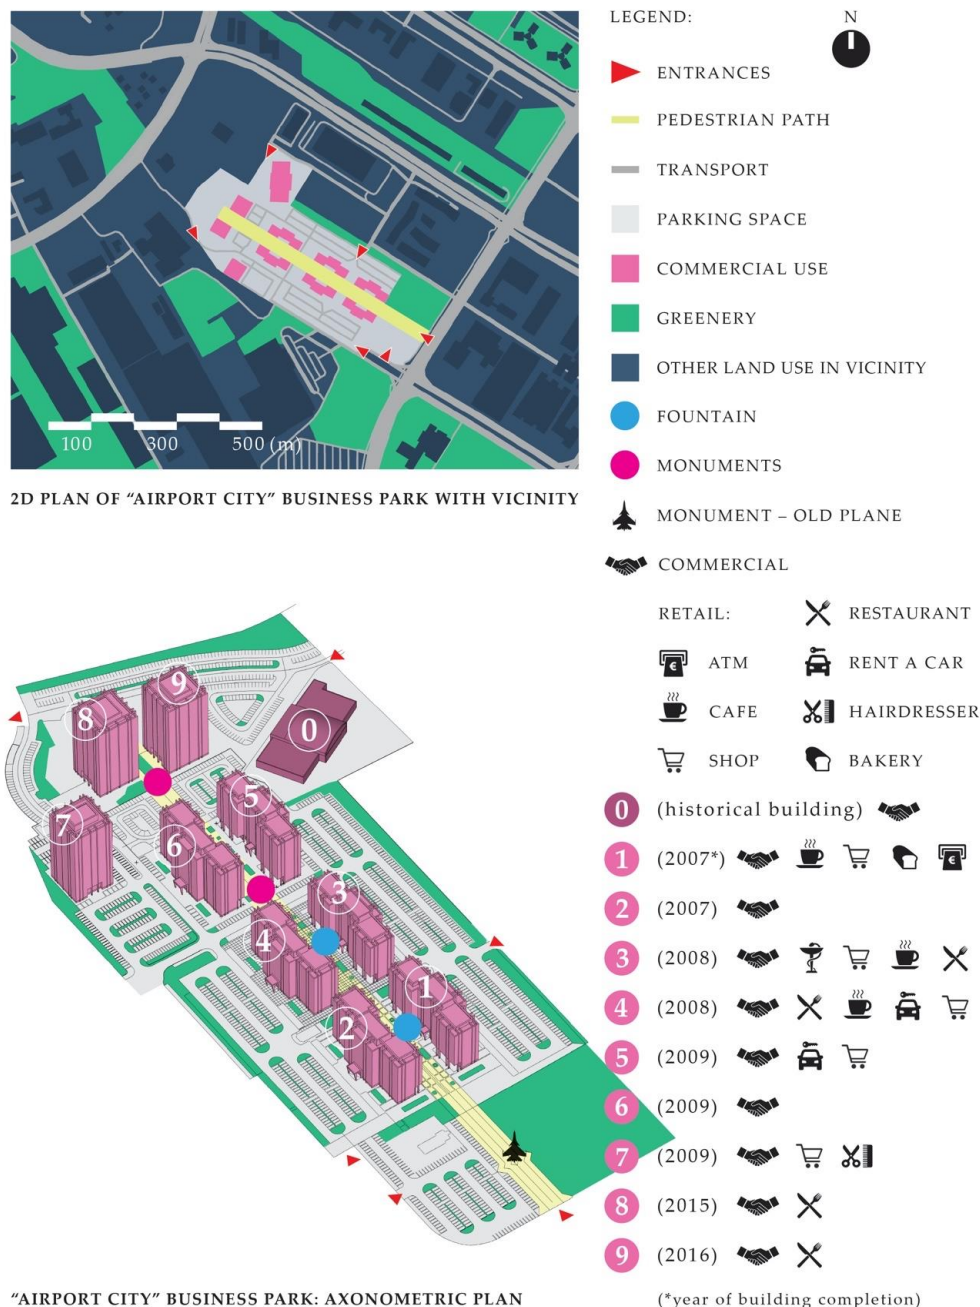 LEGEND:
N
ENTRANCES
PEDESTRIAN PATH
TRANSPORT
PARKING SPACE
COMMERCIAL USE
GREENERY
OTHER LAND USE IN VICINITY
FOUNTAIN
MONUMENTS
MONUMENT – OLD PLANE
COMMERCIAL
100 300 500 (m)
2D PLAN OF “AIRPORT CITY” BUSINESS PARK WITH VICINITY
RETAIL:
RESTAURANT
€ ATM
RENT A CAR
CAFE
HAIRDRESSER
SHOP
BAKERY
0 (historical building)
1 (2007*) €
2 (2007)
3 (2008)
4 (2008)
5 (2009)
6 (2009)
7 (2009)
8 (2015)
9 (2016)
(*year of building completion)
9
8
0
5
7
6
3
4
1
2
“AIRPORT CITY” BUSINESS PARK: AXONOMETRIC PLAN